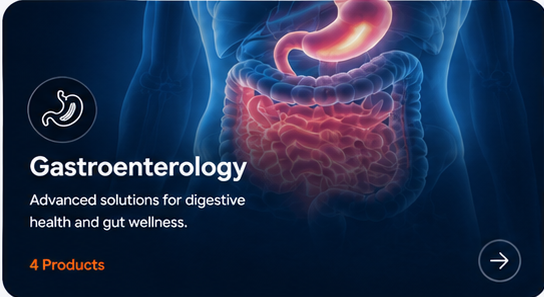 Gastroenterology
Advanced solutions for digestive
health and gut wellness.
4 Products